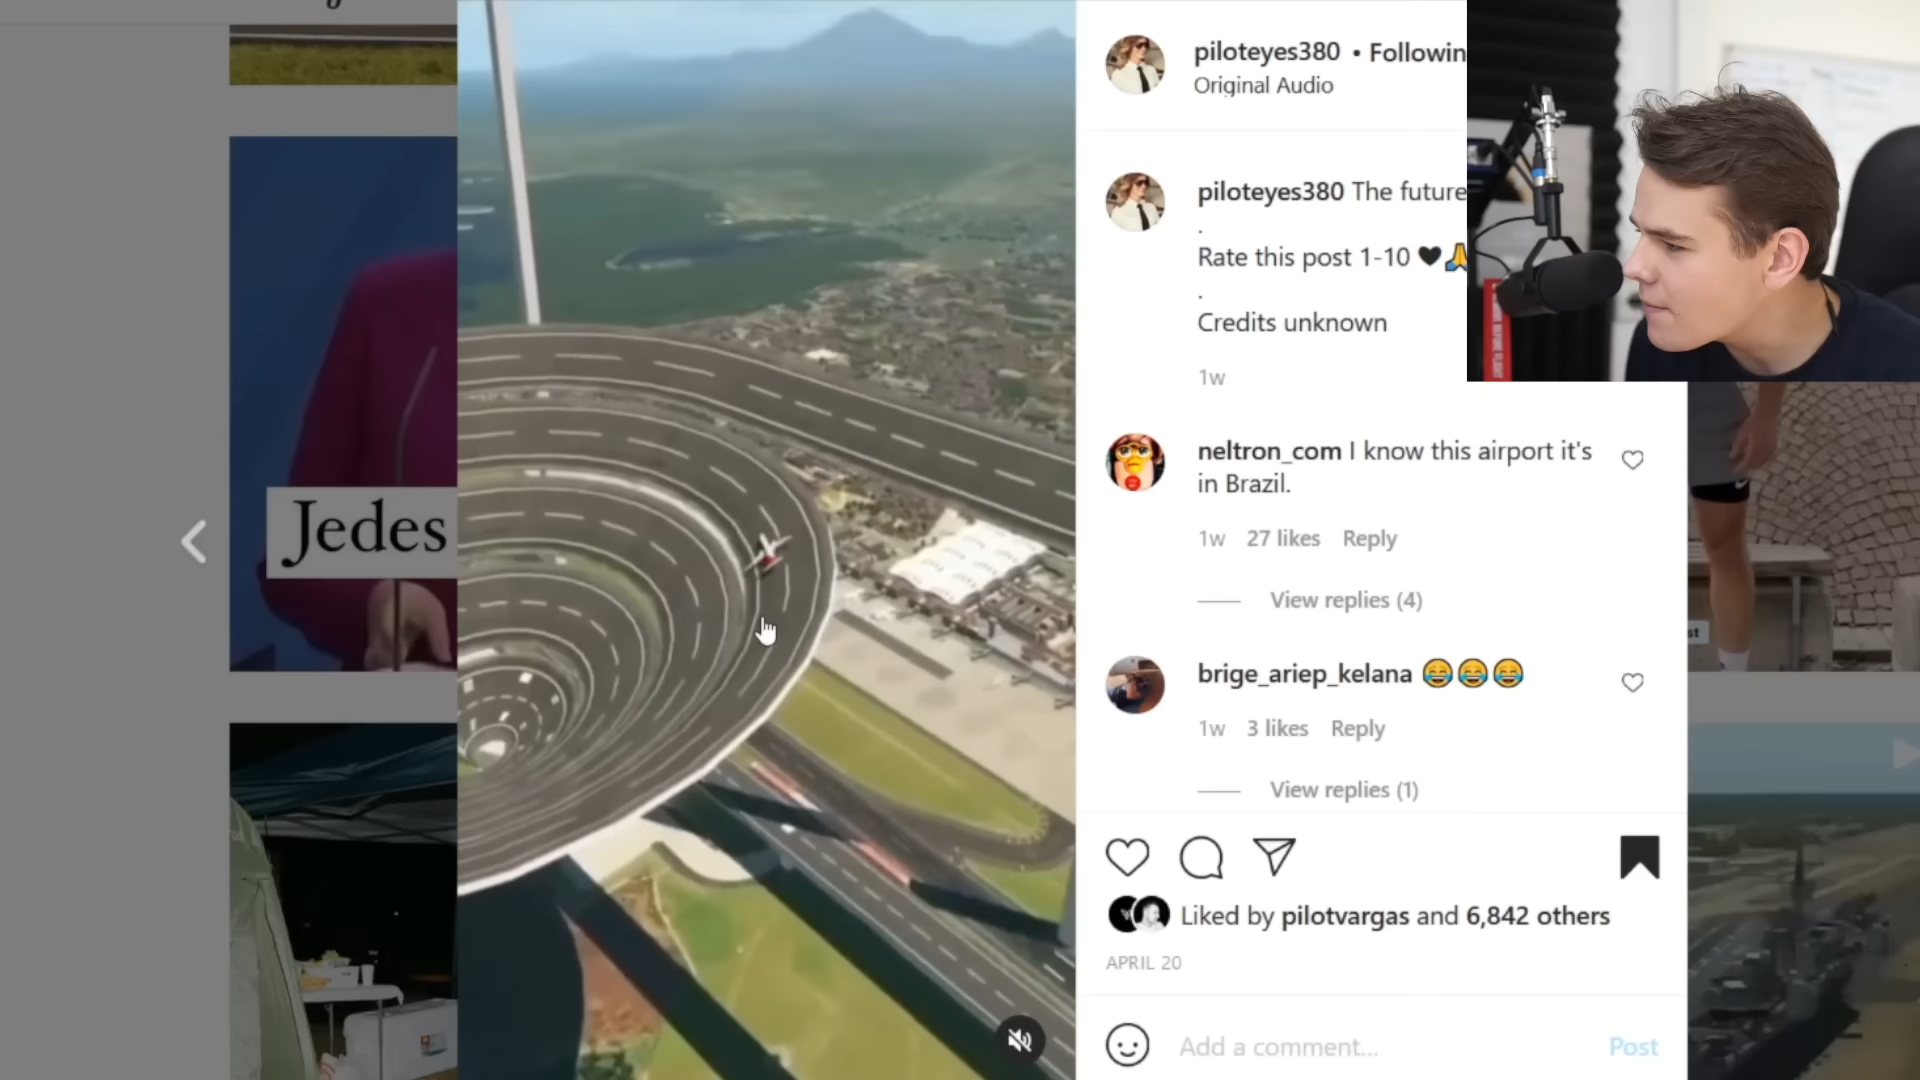 piloteyes380 • Followin
Original Audio
piloteyes380 The future
.
Rate this post 1-10 🖤🙏
.
Credits unknown
1w
neltron_com I know this airport it's
in Brazil.
1w 27 likes Reply
View replies (4)
brige_ariep_kelana 😂😂😂
1w 3 likes Reply
View replies (1)
Liked by pilotvargas and 6,842 others
APRIL 20
Add a comment... Post
Jedes
st